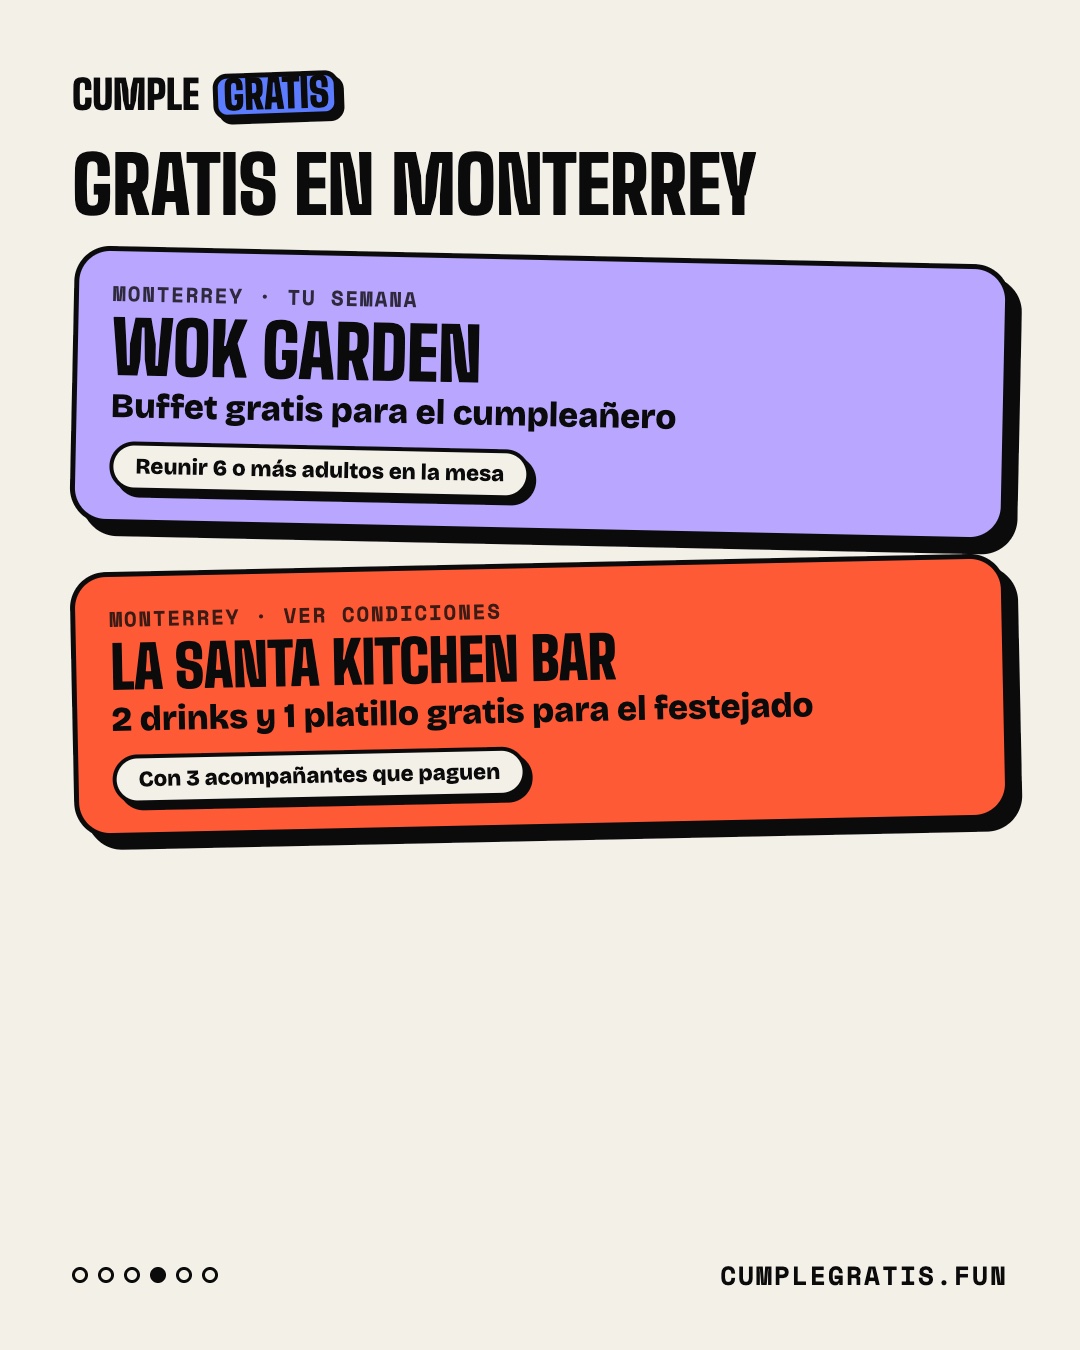 CUMPLE GRATIS
GRATIS EN MONTERREY
MONTERREY · TU SEMANA
WOK GARDEN
Buffet gratis para el cumpleañero
Reunir 6 o más adultos en la mesa
MONTERREY · VER CONDICIONES
LA SANTA KITCHEN BAR
2 drinks y 1 platillo gratis para el festejado
Con 3 acompañantes que paguen
CUMPLEGRATIS.FUN